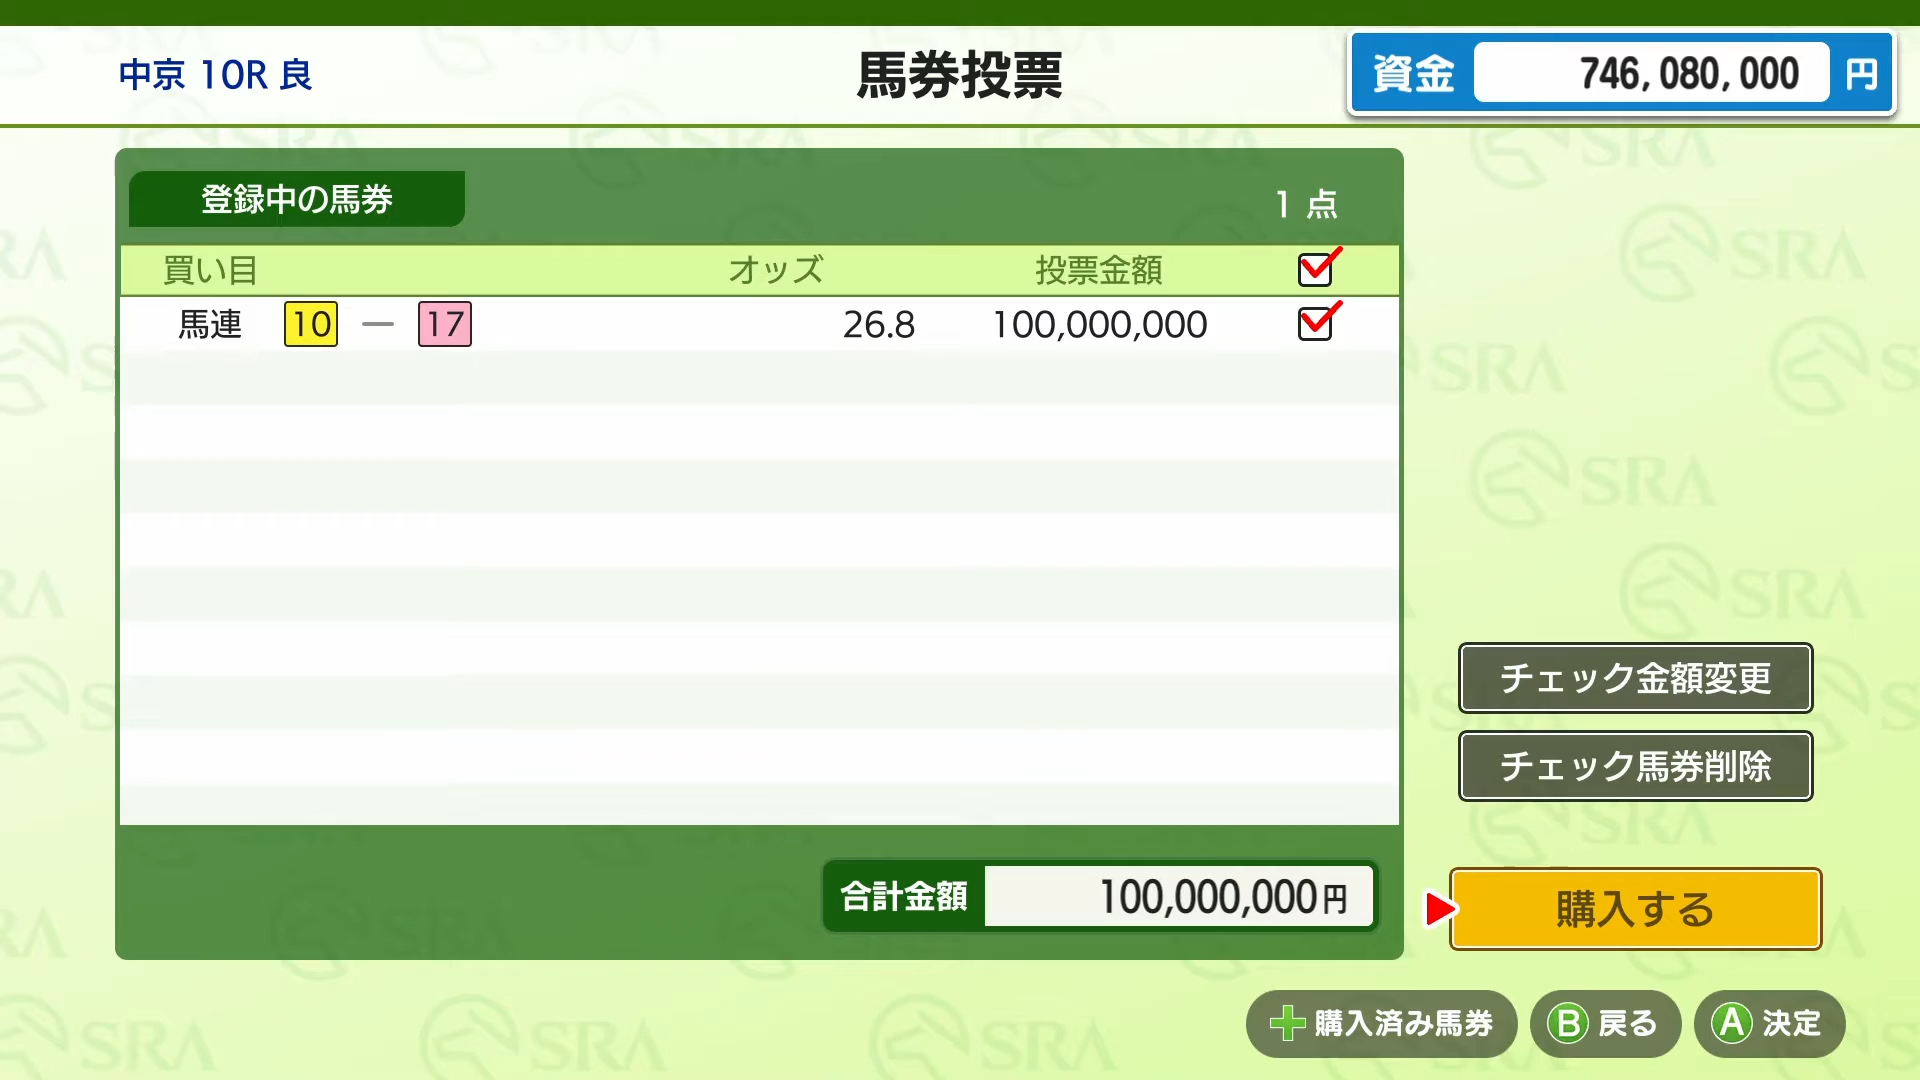 中京 10R 良
馬券投票
資金 746,080,000 円
登録中の馬券
1 点
買い目 オッズ 投票金額
馬連 10 — 17 26.8 100,000,000
チェック金額変更
チェック馬券削除
合計金額 100,000,000円
購入する
購入済み馬券
B 戻る
A 決定
SRA